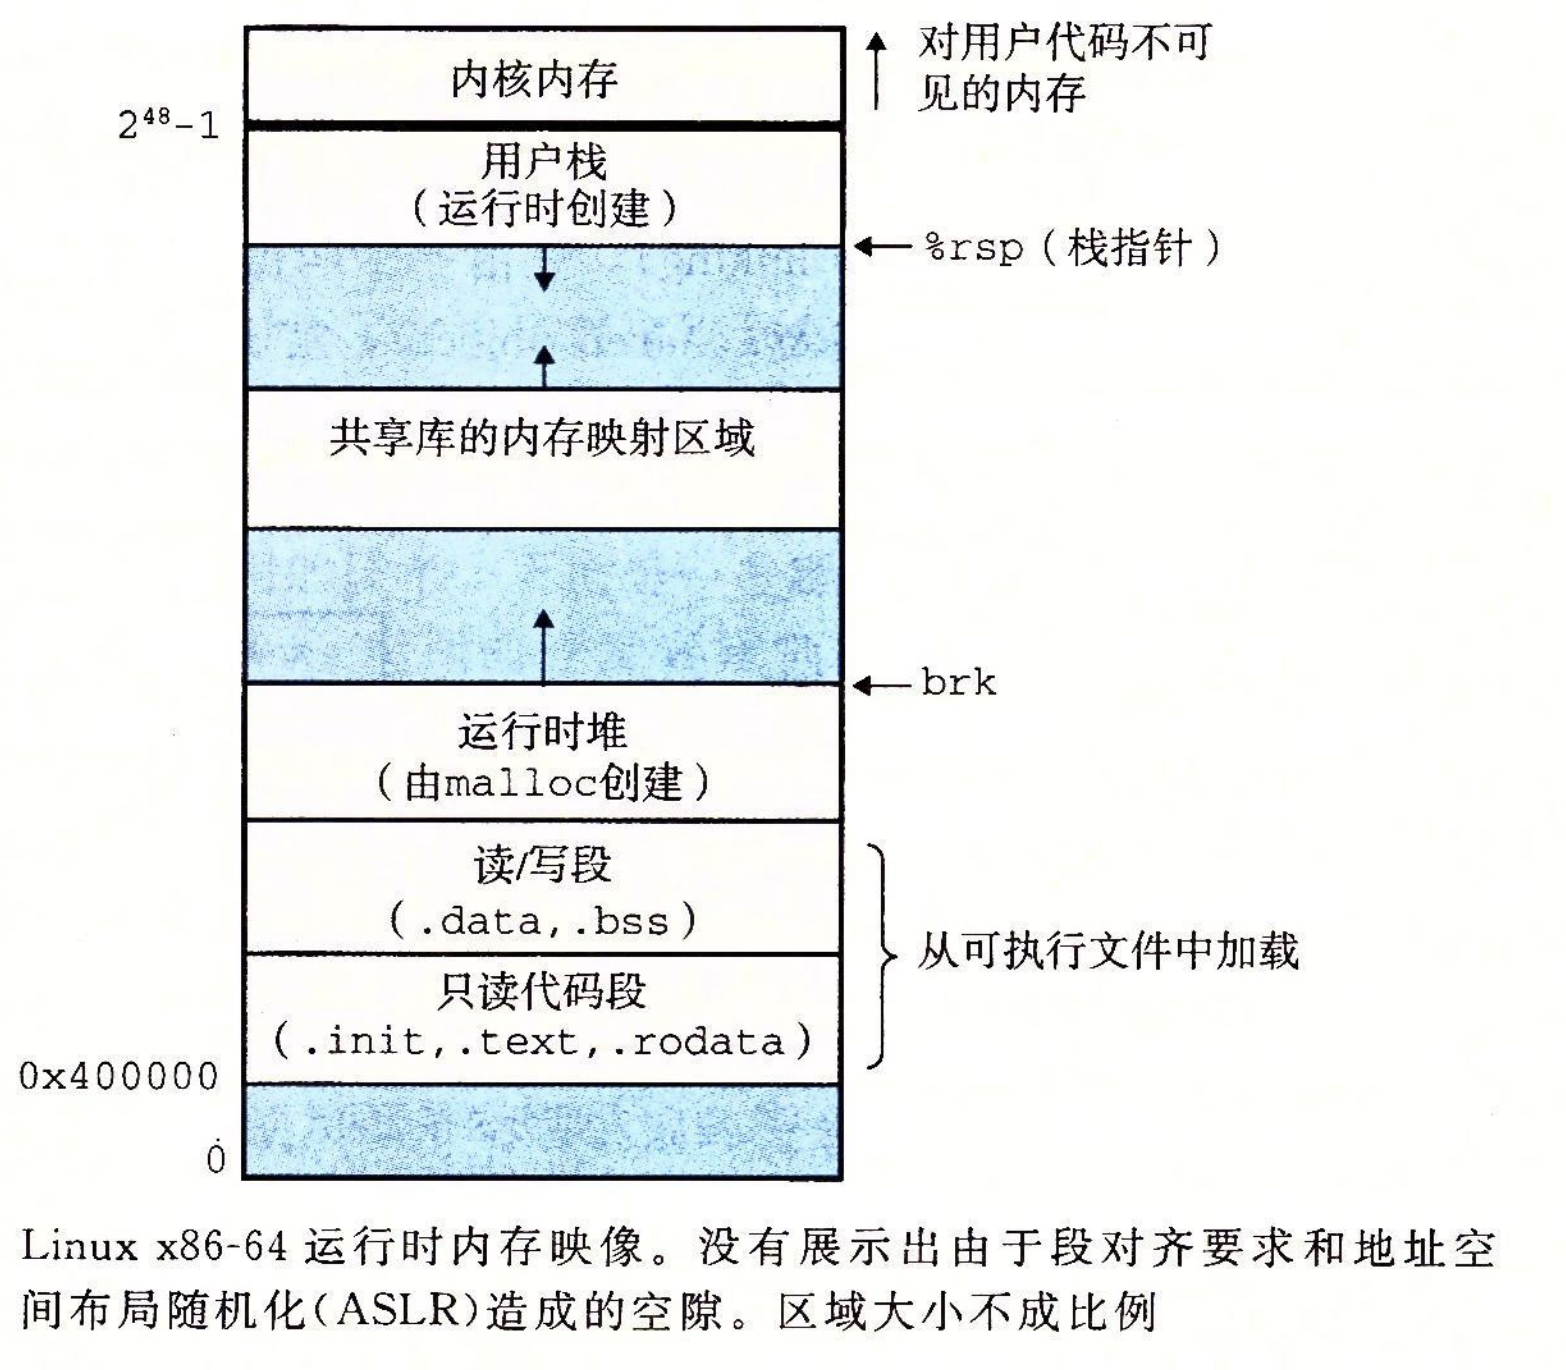 内核内存
对用户代码不可
见的内存
2⁴⁸-1
用户栈
(运行时创建)
%rsp(栈指针)
共享库的内存映射区域
brk
运行时堆
(由malloc创建)
读/写段
(.data,.bss)
从可执行文件中加载
只读代码段
(.init,.text,.rodata)
0x400000
0
Linux x86-64 运行时内存映像。没有展示出由于段对齐要求和地址空
间布局随机化(ASLR)造成的空隙。区域大小不成比例